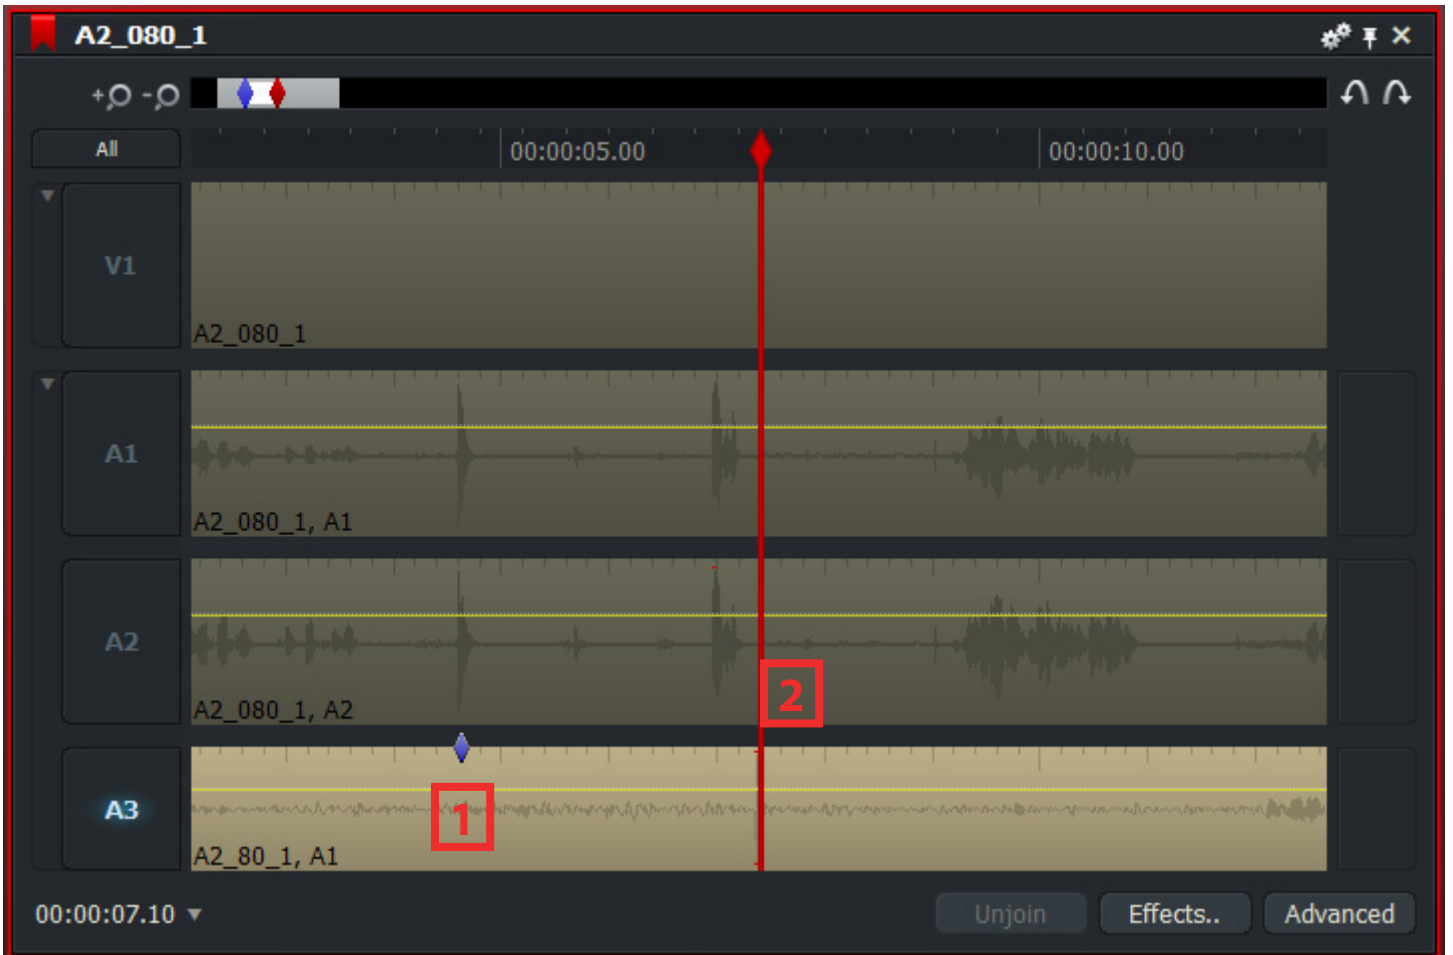 A2_080_1
All
00:00:05.00
00:00:10.00
V1
A2_080_1
A1
A2_080_1, A1
A2
A2_080_1, A2
2
A3
1
A2_80_1, A1
00:00:07.10
Unjoin
Effects..
Advanced